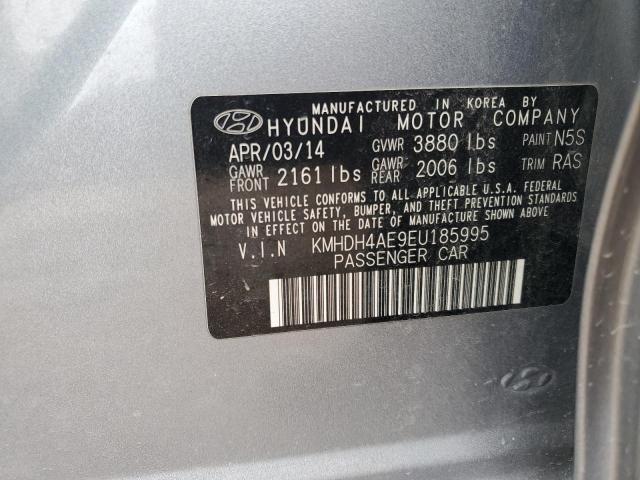 MANUFACTURED IN KOREA BY
HYUNDAI MOTOR COMPANY
APR/03/14 GVWR 3880 lbs PAINT N5S
GAWR FRONT 2161 lbs GAWR REAR 2006 lbs TRIM RAS
THIS VEHICLE CONFORMS TO ALL APPLICABLE U.S.A. FEDERAL
MOTOR VEHICLE SAFETY, BUMPER, AND THEFT PREVENTION STANDARDS
IN EFFECT ON THE DATE OF MANUFACTURE SHOWN ABOVE.
V.I.N KMHDH4AE9EU185995
PASSENGER CAR